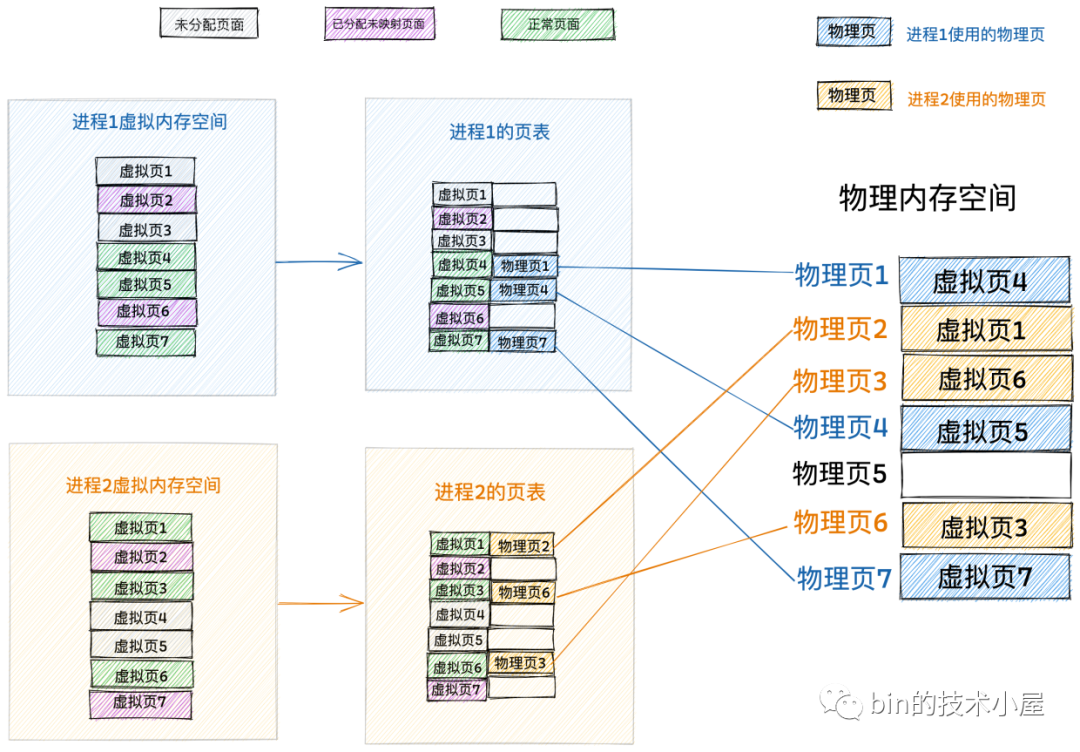 未分配页面
已分配未映射页面
正常页面
物理页
进程1使用的物理页
物理页
进程2使用的物理页
进程1虚拟内存空间
虚拟页1
虚拟页2
虚拟页3
虚拟页4
虚拟页5
虚拟页6
虚拟页7
进程1的页表
虚拟页1
虚拟页2
虚拟页3
虚拟页4 物理页1
虚拟页5 物理页4
虚拟页6
虚拟页7 物理页7
进程2虚拟内存空间
虚拟页1
虚拟页2
虚拟页3
虚拟页4
虚拟页5
虚拟页6
虚拟页7
进程2的页表
虚拟页1 物理页2
虚拟页2
虚拟页3 物理页6
虚拟页4
虚拟页5
虚拟页6 物理页3
虚拟页7
物理内存空间
物理页1 虚拟页4
物理页2 虚拟页1
物理页3 虚拟页6
物理页4 虚拟页5
物理页5
物理页6 虚拟页3
物理页7 虚拟页7
bin的技术小屋